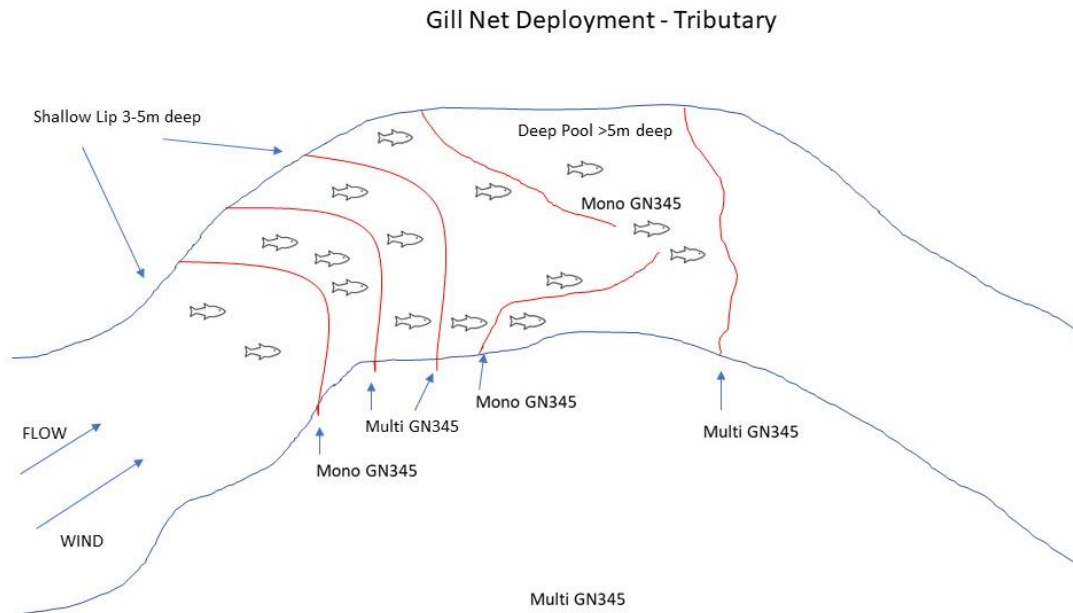 Gill Net Deployment - Tributary
Shallow Lip 3-5m deep
Deep Pool >5m deep
Mono GN345
Mono GN345
Multi GN345
Multi GN345
FLOW
Mono GN345
WIND
Multi GN345